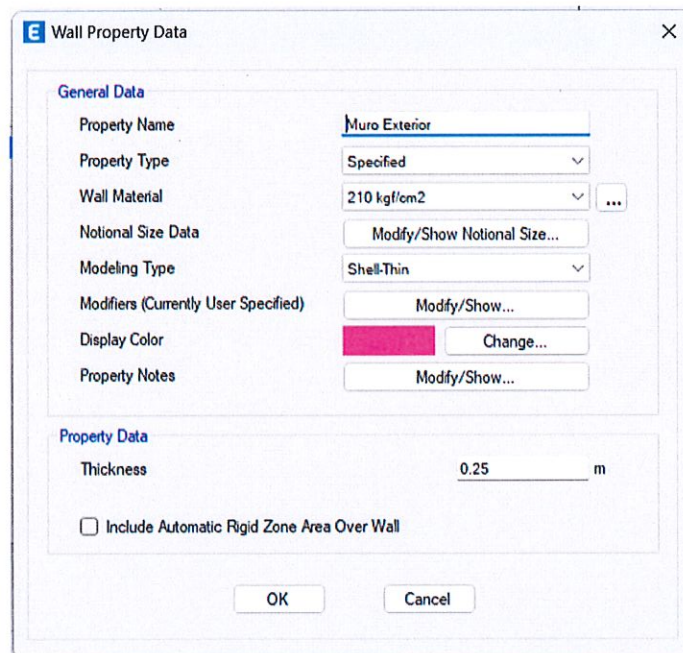 E Wall Property Data
General Data
Property Name Muro Exterior
Property Type Specified
Wall Material 210 kgf/cm2 ...
Notional Size Data Modify/Show Notional Size...
Modeling Type Shell-Thin
Modifiers (Currently User Specified) Modify/Show...
Display Color Change...
Property Notes Modify/Show...
Property Data
Thickness 0.25 m
Include Automatic Rigid Zone Area Over Wall
OK Cancel